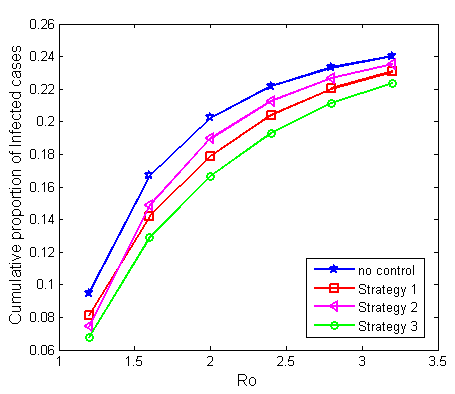 0.26
0.24
0.22
0.2
0.18
0.16
0.14
0.12
0.1
0.08
0.06
Cumulative proportion of Infected cases
1
1.5
2
2.5
3
3.5
Ro
no control
Strategy 1
Strategy 2
Strategy 3